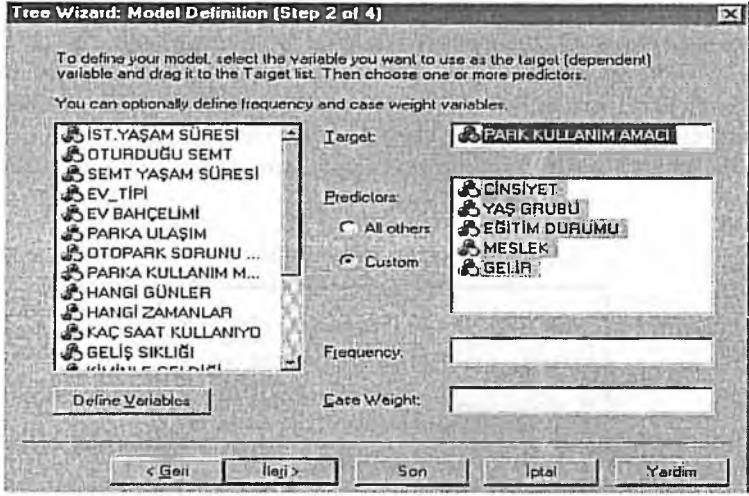 Tree Wizard: Model Definition (Step 2 of 4)
To define your model, select the variable you want to use as the target (dependent)
variable and drag it to the Target list. Then choose one or more predictors.
You can optionally define frequency and case weight variables.
İST.YAŞAM SÜRESİ
OTURDUĞU SEMT
SEMT YAŞAM SÜRESİ
EV_TİPİ
EV BAHÇELİMİ
PARKA ULAŞIM
OTOPARK SORUNU ...
PARKA KULLANIM M...
HANGİ GÜNLER
HANGİ ZAMANLAR
KAÇ SAAT KULLANIYO
GELİŞ SIKLIĞI
KİMİNLE GELDİĞİ
Define Variables
Target:
PARK KULLANIM AMACI
Predictors:
All others
Custom
CİNSİYET
YAŞ GRUBU
EĞİTİM DURUMU
MESLEK
GELİR
Frequency:
Case Weight:
< Geri
İleri >
Son
İptal
Yardım